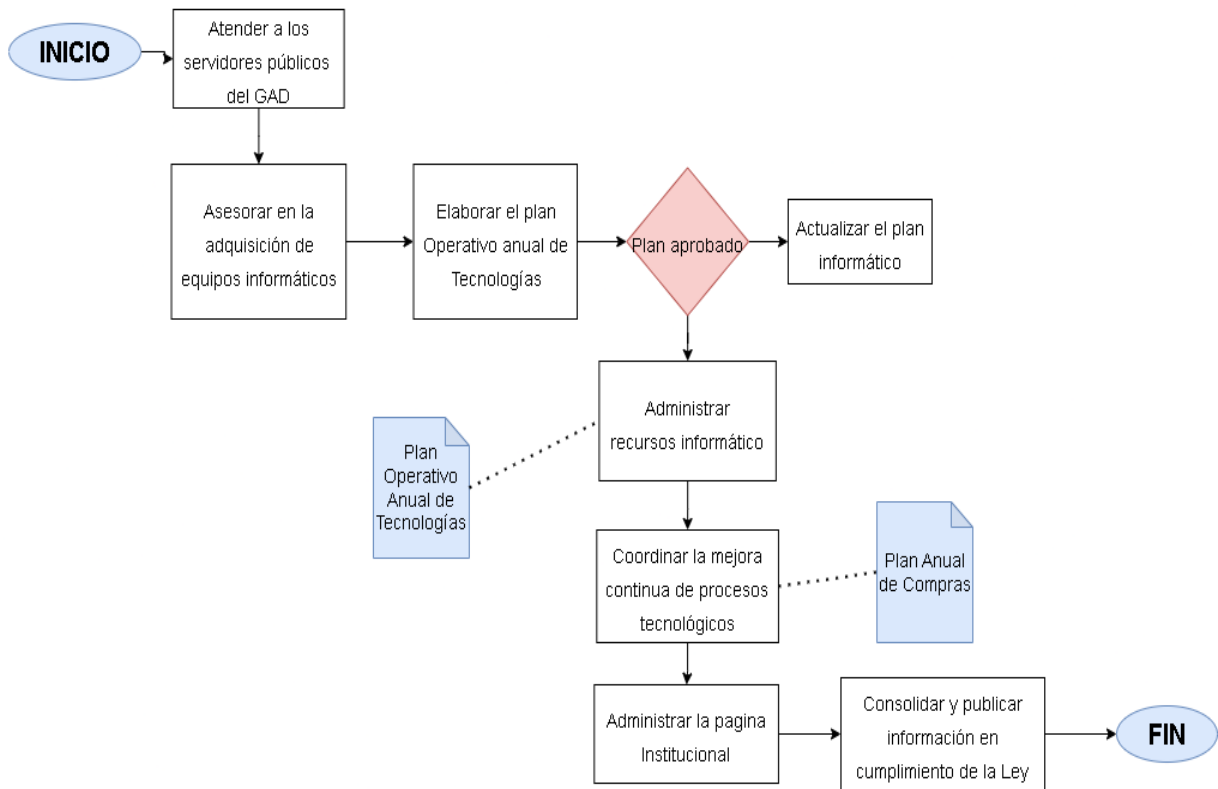 INICIO
Atender a los
servidores públicos
del GAD
Asesorar en la
adquisición de
equipos informáticos
Elaborar el plan
Operativo anual de
Tecnologías
Plan aprobado
Actualizar el plan
informático
Administrar
recursos informático
Plan
Operativo
Anual de
Tecnologías
Coordinar la mejora
continua de procesos
tecnológicos
Plan Anual
de Compras
Administrar la pagina
Institucional
Consolidar y publicar
información en
cumplimiento de la Ley
FIN